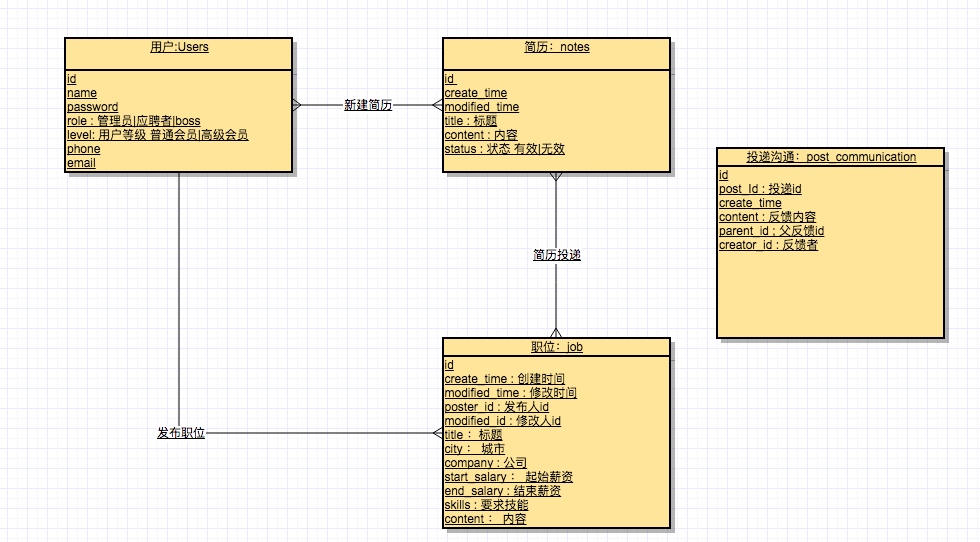 用户:Users
id
name
password
role : 管理员|应聘者|boss
level: 用户等级 普通会员|高级会员
phone
email
新建简历
简历：notes
id
create_time
modified_time
title : 标题
content : 内容
status : 状态 有效|无效
投递沟通：post_communication
id
post_Id : 投递id
create_time
content : 反馈内容
parent_id ; 父反馈id
creator_id : 反馈者
简历投递
发布职位
职位：job
id
create_time : 创建时间
modified_time : 修改时间
poster_id : 发布人id
modified_id : 修改人id
title： 标题
city： 城市
company : 公司
start_salary： 起始薪资
end_salary : 结束薪资
skills : 要求技能
content： 内容